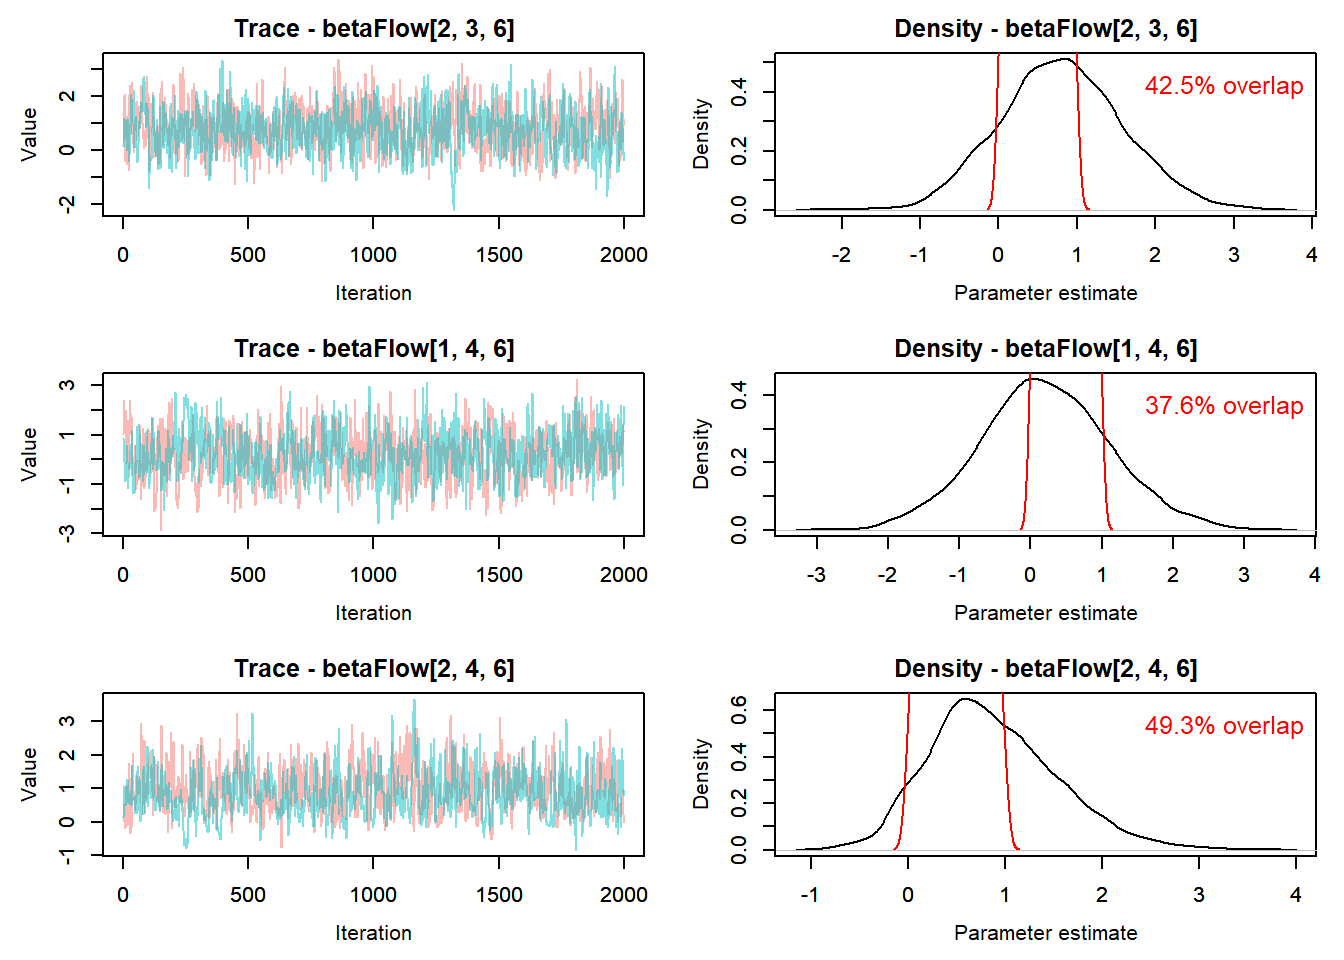 Trace - betaFlow[2, 3, 6]
Value
-2
0
2
0
500
1000
1500
2000
Iteration
Density - betaFlow[2, 3, 6]
42.5% overlap
Density
0.0
0.2
0.4
-2
-1
0
1
2
3
4
Parameter estimate
Trace - betaFlow[1, 4, 6]
Value
-3
-1
1
3
0
500
1000
1500
2000
Iteration
Density - betaFlow[1, 4, 6]
37.6% overlap
Density
0.0
0.2
0.4
-3
-2
-1
0
1
2
3
4
Parameter estimate
Trace - betaFlow[2, 4, 6]
Value
-1
0
1
2
3
0
500
1000
1500
2000
Iteration
Density - betaFlow[2, 4, 6]
49.3% overlap
Density
0.0
0.2
0.4
0.6
-1
0
1
2
3
4
Parameter estimate